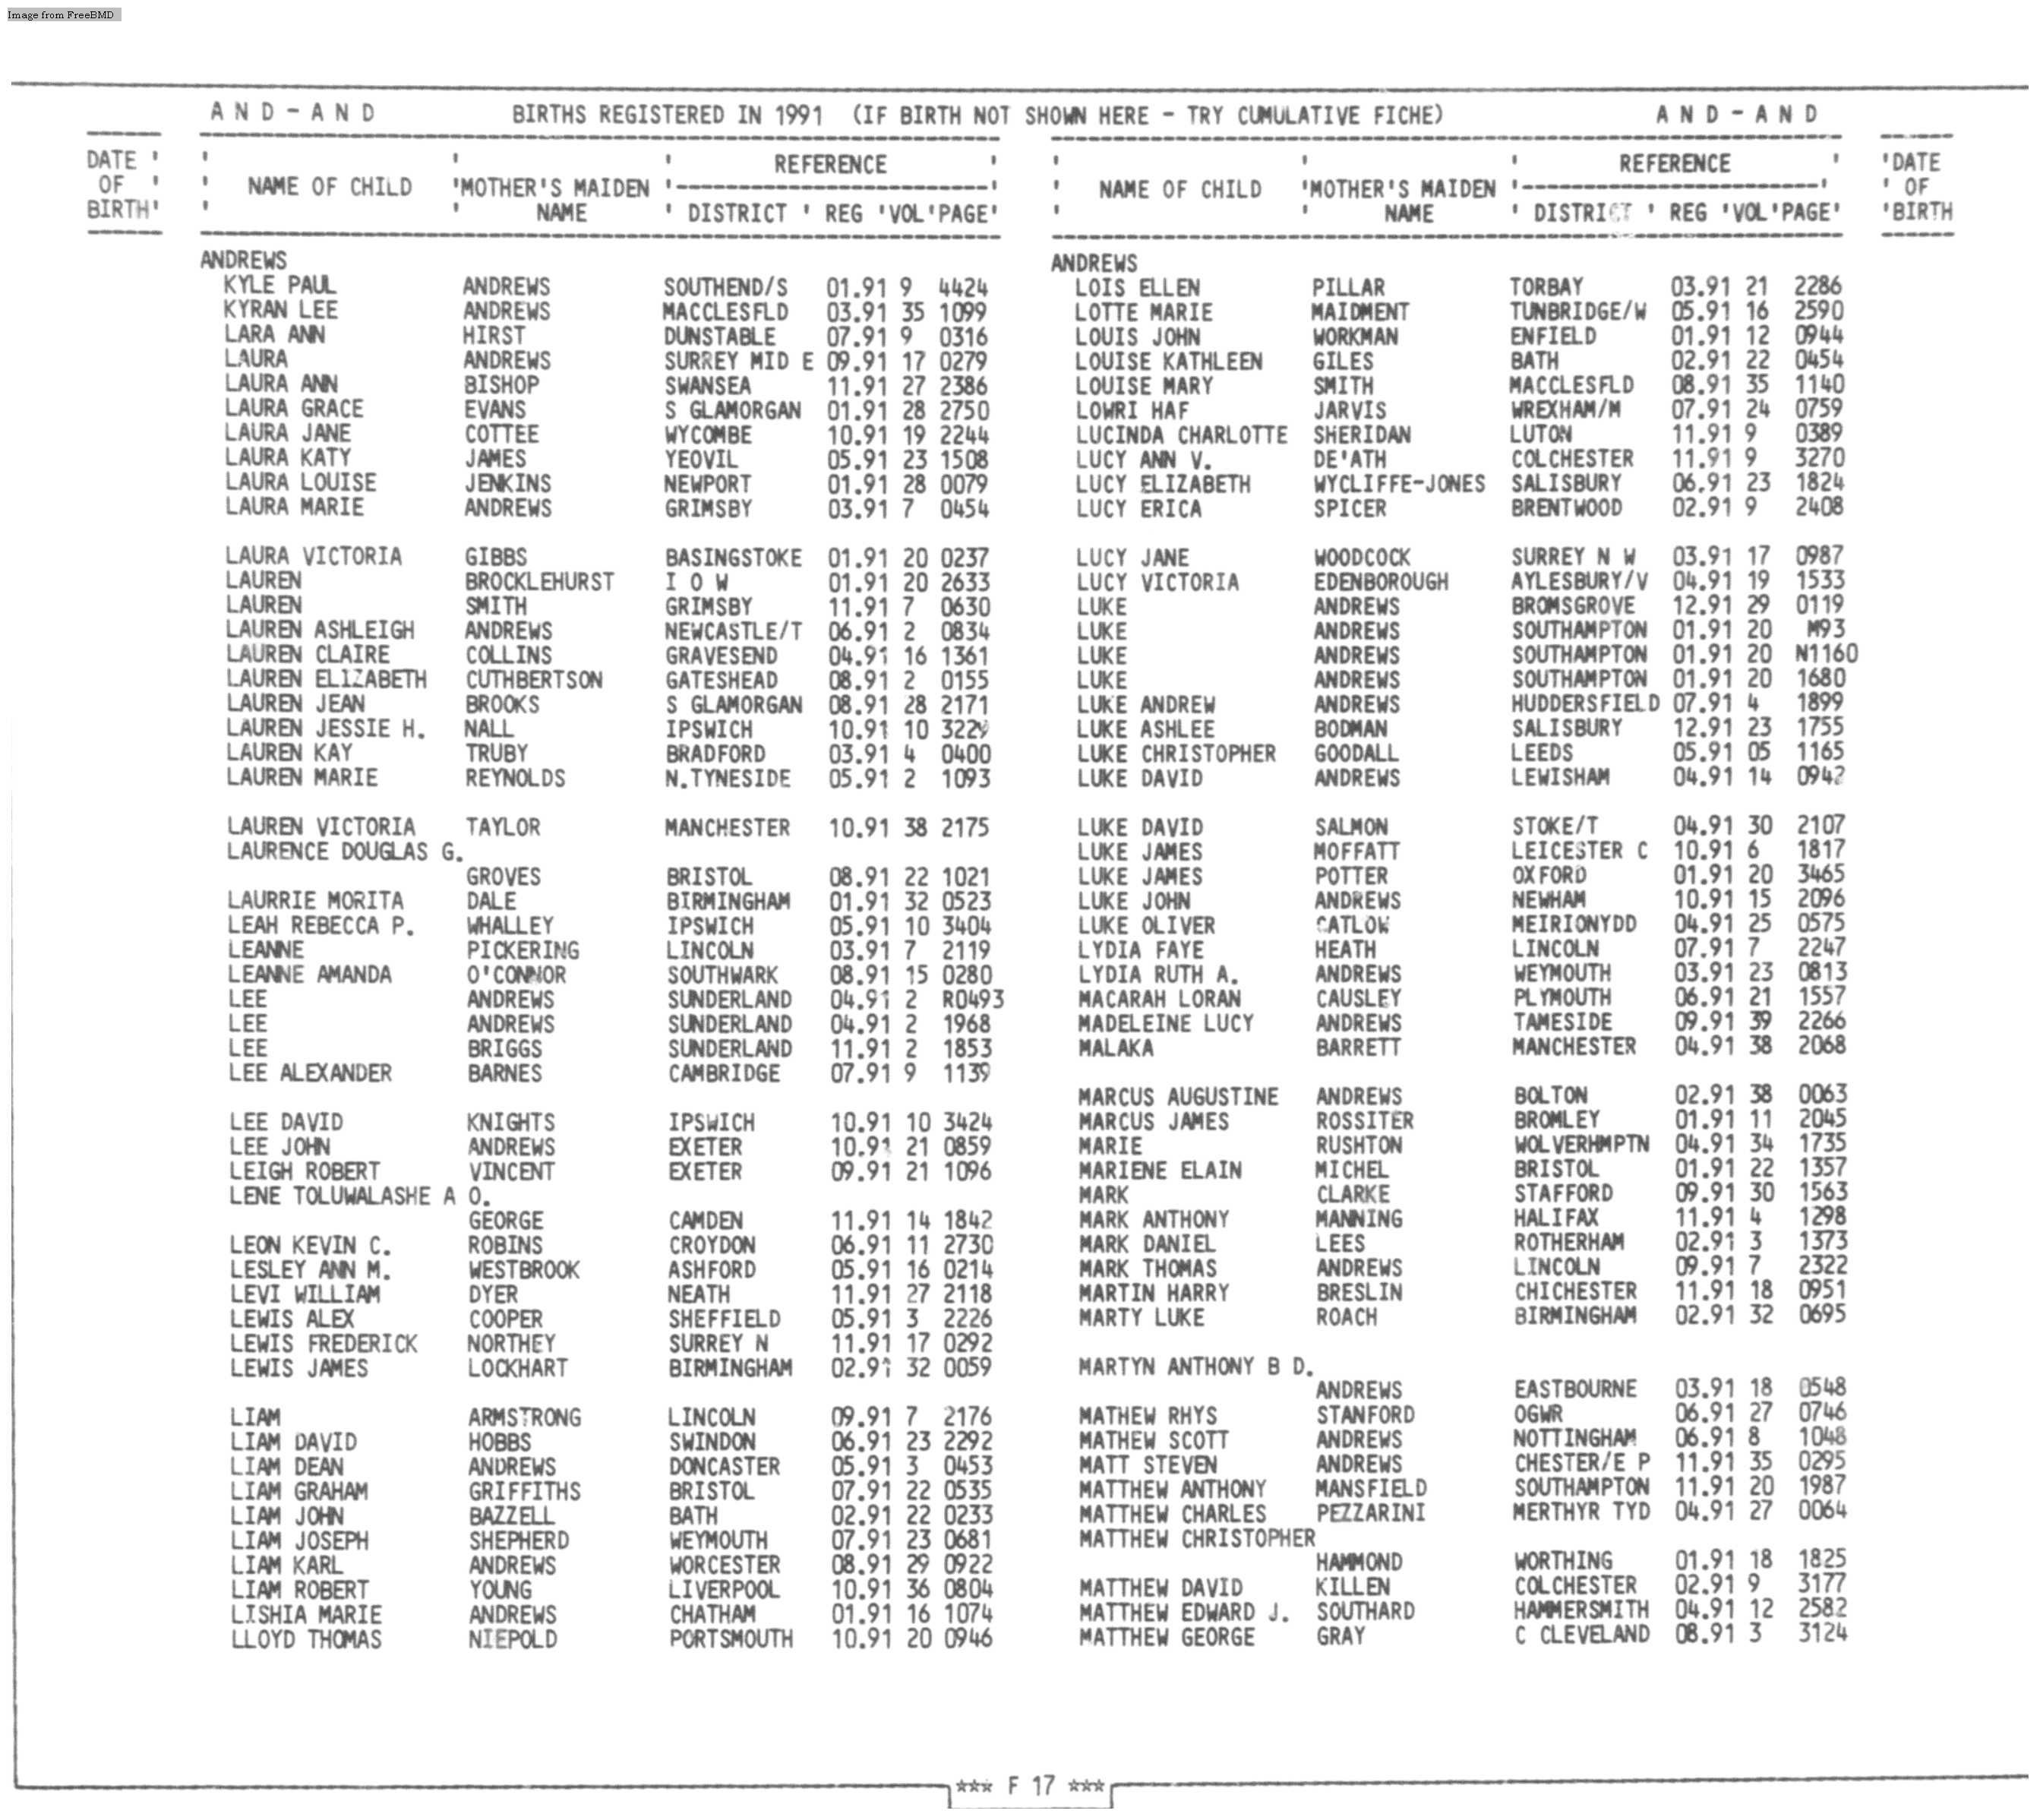 Image from FreeBMD
A N D - A N D BIRTHS REGISTERED IN 1991 (IF BIRTH NOT SHOWN HERE - TRY CUMULATIVE FICHE) A N D - A N D
DATE ' ' ' ' REFERENCE ' ' ' ' REFERENCE ' 'DATE
OF ' ' NAME OF CHILD 'MOTHER'S MAIDEN '--------------------------' ' NAME OF CHILD 'MOTHER'S MAIDEN '--------------------------' ' OF
BIRTH' ' ' NAME ' DISTRICT ' REG 'VOL'PAGE' ' ' NAME ' DISTRICT ' REG 'VOL'PAGE' 'BIRTH
ANDREWS
KYLE PAUL ANDREWS SOUTHEND/S 01.91 9 4424
KYRAN LEE ANDREWS MACCLESFLD 03.91 35 1099
LARA ANN HIRST DUNSTABLE 07.91 9 0316
LAURA ANDREWS SURREY MID E 09.91 17 0279
LAURA ANN BISHOP SWANSEA 11.91 27 2386
LAURA GRACE EVANS S GLAMORGAN 01.91 28 2750
LAURA JANE COTTEE WYCOMBE 10.91 19 2244
LAURA KATY JAMES YEOVIL 05.91 23 1508
LAURA LOUISE JENKINS NEWPORT 01.91 28 0079
LAURA MARIE ANDREWS GRIMSBY 03.91 7 0454
LAURA VICTORIA GIBBS BASINGSTOKE 01.91 20 0237
LAUREN BROCKLEHURST I O W 01.91 20 2633
LAUREN SMITH GRIMSBY 11.91 7 0630
LAUREN ASHLEIGH ANDREWS NEWCASTLE/T 06.91 2 0834
LAUREN CLAIRE COLLINS GRAVESEND 04.91 16 1361
LAUREN ELIZABETH CUTHBERTSON GATESHEAD 08.91 2 0155
LAUREN JEAN BROOKS S GLAMORGAN 08.91 28 2171
LAUREN JESSIE H. NALL IPSWICH 10.91 10 3229
LAUREN KAY TRUBY BRADFORD 03.91 4 0400
LAUREN MARIE REYNOLDS N.TYNESIDE 05.91 2 1093
LAUREN VICTORIA TAYLOR MANCHESTER 10.91 38 2175
LAURENCE DOUGLAS G.
GROVES BRISTOL 08.91 22 1021
LAURRIE MORITA DALE BIRMINGHAM 01.91 32 0523
LEAH REBECCA P. WHALLEY IPSWICH 05.91 10 3404
LEANNE PICKERING LINCOLN 03.91 7 2119
LEANNE AMANDA O'CONNOR SOUTHWARK 08.91 15 0280
LEE ANDREWS SUNDERLAND 04.91 2 R0493
LEE ANDREWS SUNDERLAND 04.91 2 1968
LEE BRIGGS SUNDERLAND 11.91 2 1853
LEE ALEXANDER BARNES CAMBRIDGE 07.91 9 1139
LEE DAVID KNIGHTS IPSWICH 10.91 10 3424
LEE JOHN ANDREWS EXETER 10.91 21 0859
LEIGH ROBERT VINCENT EXETER 09.91 21 1096
LENE TOLUWALASHE A O.
GEORGE CAMDEN 11.91 14 1842
LEON KEVIN C. ROBINS CROYDON 06.91 11 2730
LESLEY ANN M. WESTBROOK ASHFORD 05.91 16 0214
LEVI WILLIAM DYER NEATH 11.91 27 2118
LEWIS ALEX COOPER SHEFFIELD 05.91 3 2226
LEWIS FREDERICK NORTHEY SURREY N 11.91 17 0292
LEWIS JAMES LOCKHART BIRMINGHAM 02.91 32 0059
LIAM ARMSTRONG LINCOLN 09.91 7 2176
LIAM DAVID HOBBS SWINDON 06.91 23 2292
LIAM DEAN ANDREWS DONCASTER 05.91 3 0453
LIAM GRAHAM GRIFFITHS BRISTOL 07.91 22 0535
LIAM JOHN BAZZELL BATH 02.91 22 0233
LIAM JOSEPH SHEPHERD WEYMOUTH 07.91 23 0681
LIAM KARL ANDREWS WORCESTER 08.91 29 0922
LIAM ROBERT YOUNG LIVERPOOL 10.91 36 0804
LISHIA MARIE ANDREWS CHATHAM 01.91 16 1074
LLOYD THOMAS NIEPOLD PORTSMOUTH 10.91 20 0946
ANDREWS
LOIS ELLEN PILLAR TORBAY 03.91 21 2286
LOTTE MARIE MAIDMENT TUNBRIDGE/W 05.91 16 2590
LOUIS JOHN WORKMAN ENFIELD 01.91 12 0944
LOUISE KATHLEEN GILES BATH 02.91 22 0454
LOUISE MARY SMITH MACCLESFLD 08.91 35 1140
LOWRI HAF JARVIS WREXHAM/M 07.91 24 0759
LUCINDA CHARLOTTE SHERIDAN LUTON 11.91 9 0389
LUCY ANN V. DE'ATH COLCHESTER 11.91 9 3270
LUCY ELIZABETH WYCLIFFE-JONES SALISBURY 06.91 23 1824
LUCY ERICA SPICER BRENTWOOD 02.91 9 2408
LUCY JANE WOODCOCK SURREY N W 03.91 17 0987
LUCY VICTORIA EDENBOROUGH AYLESBURY/V 04.91 19 1533
LUKE ANDREWS BROMSGROVE 12.91 29 0119
LUKE ANDREWS SOUTHAMPTON 01.91 20 M93
LUKE ANDREWS SOUTHAMPTON 01.91 20 N1160
LUKE ANDREWS SOUTHAMPTON 01.91 20 1680
LUKE ANDREW ANDREWS HUDDERSFIELD 07.91 4 1899
LUKE ASHLEE BODMAN SALISBURY 12.91 23 1755
LUKE CHRISTOPHER GOODALL LEEDS 05.91 05 1165
LUKE DAVID ANDREWS LEWISHAM 04.91 14 0942
LUKE DAVID SALMON STOKE/T 04.91 30 2107
LUKE JAMES MOFFATT LEICESTER C 10.91 6 1817
LUKE JAMES POTTER OXFORD 01.91 20 3465
LUKE JOHN ANDREWS NEWHAM 10.91 15 2096
LUKE OLIVER CATLOW MEIRIONYDD 04.91 25 0575
LYDIA FAYE HEATH LINCOLN 07.91 7 2247
LYDIA RUTH A. ANDREWS WEYMOUTH 03.91 23 0813
MACARAH LORAN CAUSLEY PLYMOUTH 06.91 21 1557
MADELEINE LUCY ANDREWS TAMESIDE 09.91 39 2266
MALAKA BARRETT MANCHESTER 04.91 38 2068
MARCUS AUGUSTINE ANDREWS BOLTON 02.91 38 0063
MARCUS JAMES ROSSITER BROMLEY 01.91 11 2045
MARIE RUSHTON WOLVERHMPTN 04.91 34 1735
MARIENE ELAIN MICHEL BRISTOL 01.91 22 1357
MARK CLARKE STAFFORD 09.91 30 1563
MARK ANTHONY MANNING HALIFAX 11.91 4 1298
MARK DANIEL LEES ROTHERHAM 02.91 3 1373
MARK THOMAS ANDREWS LINCOLN 09.91 7 2322
MARTIN HARRY BRESLIN CHICHESTER 11.91 18 0951
MARTY LUKE ROACH BIRMINGHAM 02.91 32 0695
MARTYN ANTHONY B D.
ANDREWS EASTBOURNE 03.91 18 0548
MATHEW RHYS STANFORD OGWR 06.91 27 0746
MATHEW SCOTT ANDREWS NOTTINGHAM 06.91 8 1048
MATT STEVEN ANDREWS CHESTER/E P 11.91 35 0295
MATTHEW ANTHONY MANSFIELD SOUTHAMPTON 11.91 20 1987
MATTHEW CHARLES PEZZARINI MERTHYR TYD 04.91 27 0064
MATTHEW CHRISTOPHER
HAMMOND WORTHING 01.91 18 1825
MATTHEW DAVID KILLEN COLCHESTER 02.91 9 3177
MATTHEW EDWARD J. SOUTHARD HAMMERSMITH 04.91 12 2582
MATTHEW GEORGE GRAY C CLEVELAND 08.91 3 3124
*** F 17 ***